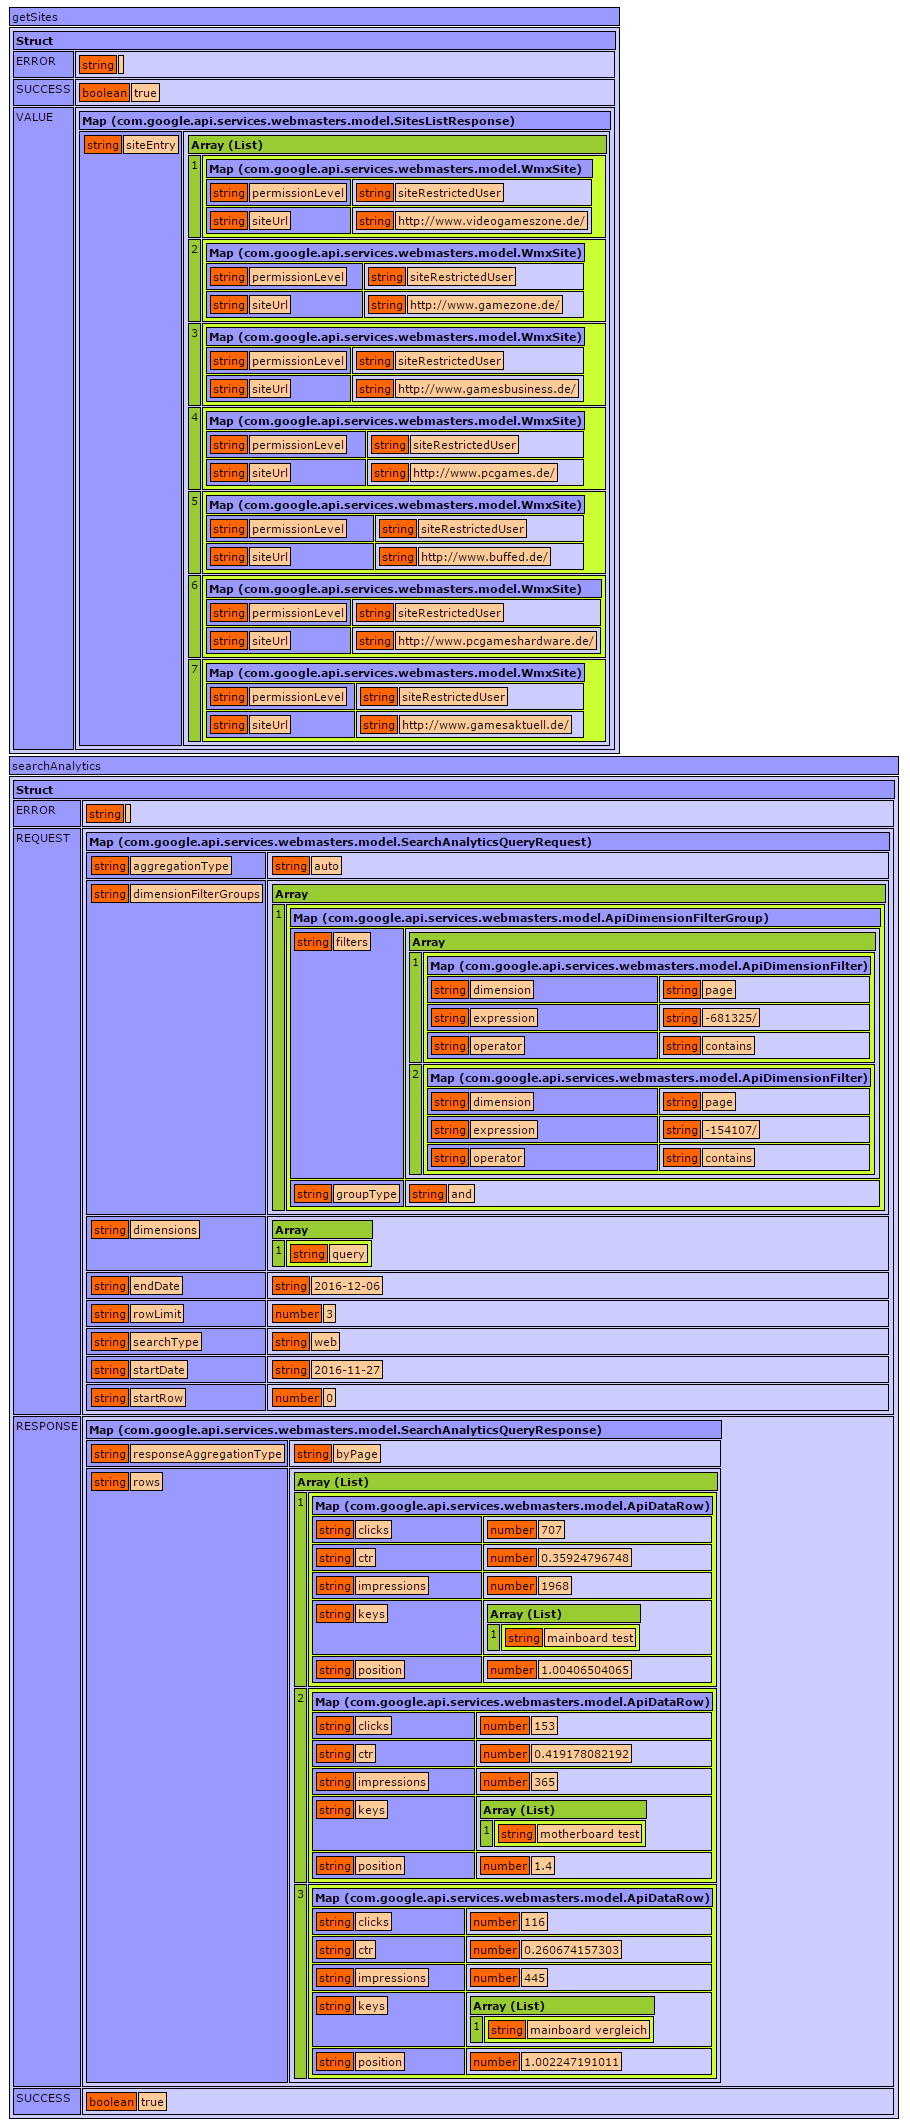 getSites
Struct
ERROR string
SUCCESS boolean true
VALUE Map (com.google.api.services.webmasters.model.SitesListResponse)
string siteEntry Array (List)
1 Map (com.google.api.services.webmasters.model.WmxSite)
string permissionLevel string siteRestrictedUser
string siteUrl string http://www.videogameszone.de/
2 Map (com.google.api.services.webmasters.model.WmxSite)
string permissionLevel string siteRestrictedUser
string siteUrl string http://www.gamezone.de/
3 Map (com.google.api.services.webmasters.model.WmxSite)
string permissionLevel string siteRestrictedUser
string siteUrl string http://www.gamesbusiness.de/
4 Map (com.google.api.services.webmasters.model.WmxSite)
string permissionLevel string siteRestrictedUser
string siteUrl string http://www.pcgames.de/
5 Map (com.google.api.services.webmasters.model.WmxSite)
string permissionLevel string siteRestrictedUser
string siteUrl string http://www.buffed.de/
6 Map (com.google.api.services.webmasters.model.WmxSite)
string permissionLevel string siteRestrictedUser
string siteUrl string http://www.pcgameshardware.de/
7 Map (com.google.api.services.webmasters.model.WmxSite)
string permissionLevel string siteRestrictedUser
string siteUrl string http://www.gamesaktuell.de/
searchAnalytics
Struct
ERROR string
REQUEST Map (com.google.api.services.webmasters.model.SearchAnalyticsQueryRequest)
string aggregationType string auto
string dimensionFilterGroups Array
1 Map (com.google.api.services.webmasters.model.ApiDimensionFilterGroup)
string filters Array
1 Map (com.google.api.services.webmasters.model.ApiDimensionFilter)
string dimension string page
string expression string -681325/
string operator string contains
2 Map (com.google.api.services.webmasters.model.ApiDimensionFilter)
string dimension string page
string expression string -154107/
string operator string contains
string groupType string and
string dimensions Array
1 string query
string endDate string 2016-12-06
string rowLimit number 3
string searchType string web
string startDate string 2016-11-27
string startRow number 0
RESPONSE Map (com.google.api.services.webmasters.model.SearchAnalyticsQueryResponse)
string responseAggregationType string byPage
string rows Array (List)
1 Map (com.google.api.services.webmasters.model.ApiDataRow)
string clicks number 707
string ctr number 0.35924796748
string impressions number 1968
string keys Array (List)
1 string mainboard test
string position number 1.00406504065
2 Map (com.google.api.services.webmasters.model.ApiDataRow)
string clicks number 153
string ctr number 0.419178082192
string impressions number 365
string keys Array (List)
1 string motherboard test
string position number 1.4
3 Map (com.google.api.services.webmasters.model.ApiDataRow)
string clicks number 116
string ctr number 0.260674157303
string impressions number 445
string keys Array (List)
1 string mainboard vergleich
string position number 1.002247191011
SUCCESS boolean true